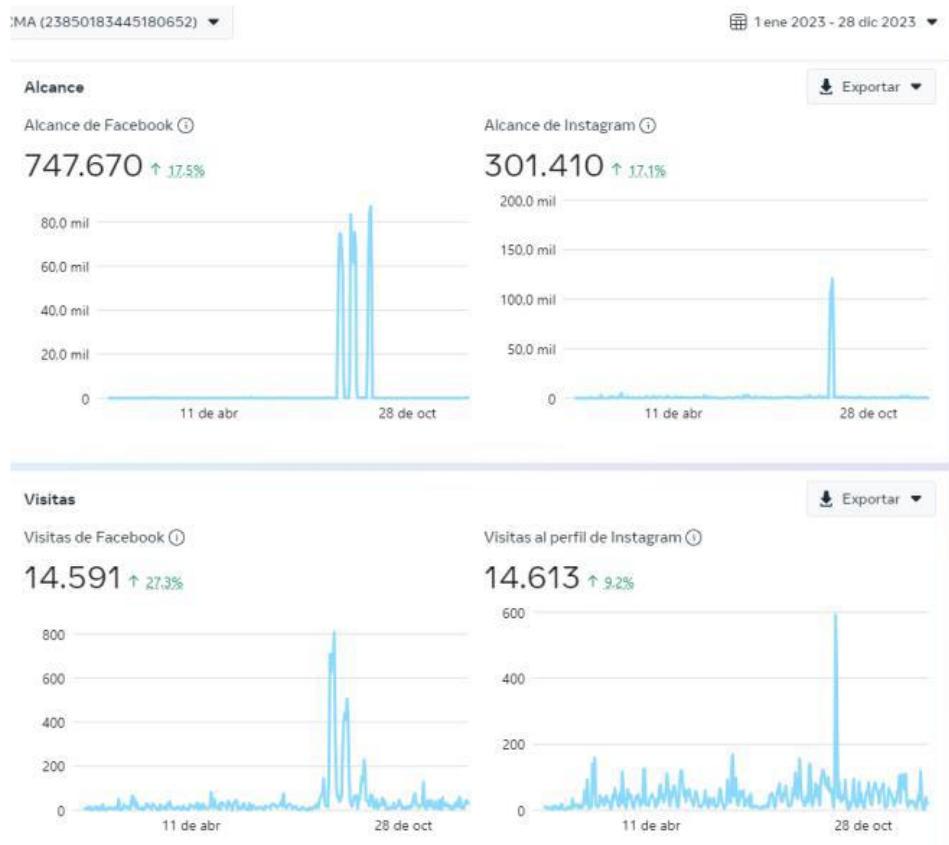 :MA (23850183445180652)
1 ene 2023 - 28 dic 2023
Alcance
Exportar
Alcance de Facebook
747.670 ↑ 17,5%
80,0 mil
60,0 mil
40,0 mil
20,0 mil
0
11 de abr
28 de oct
Alcance de Instagram
301.410 ↑ 17,1%
200,0 mil
150,0 mil
100,0 mil
50,0 mil
0
11 de abr
28 de oct
Visitas
Exportar
Visitas de Facebook
14.591 ↑ 27,3%
800
600
400
200
0
11 de abr
28 de oct
Visitas al perfil de Instagram
14.613 ↑ 9,2%
600
400
200
0
11 de abr
28 de oct